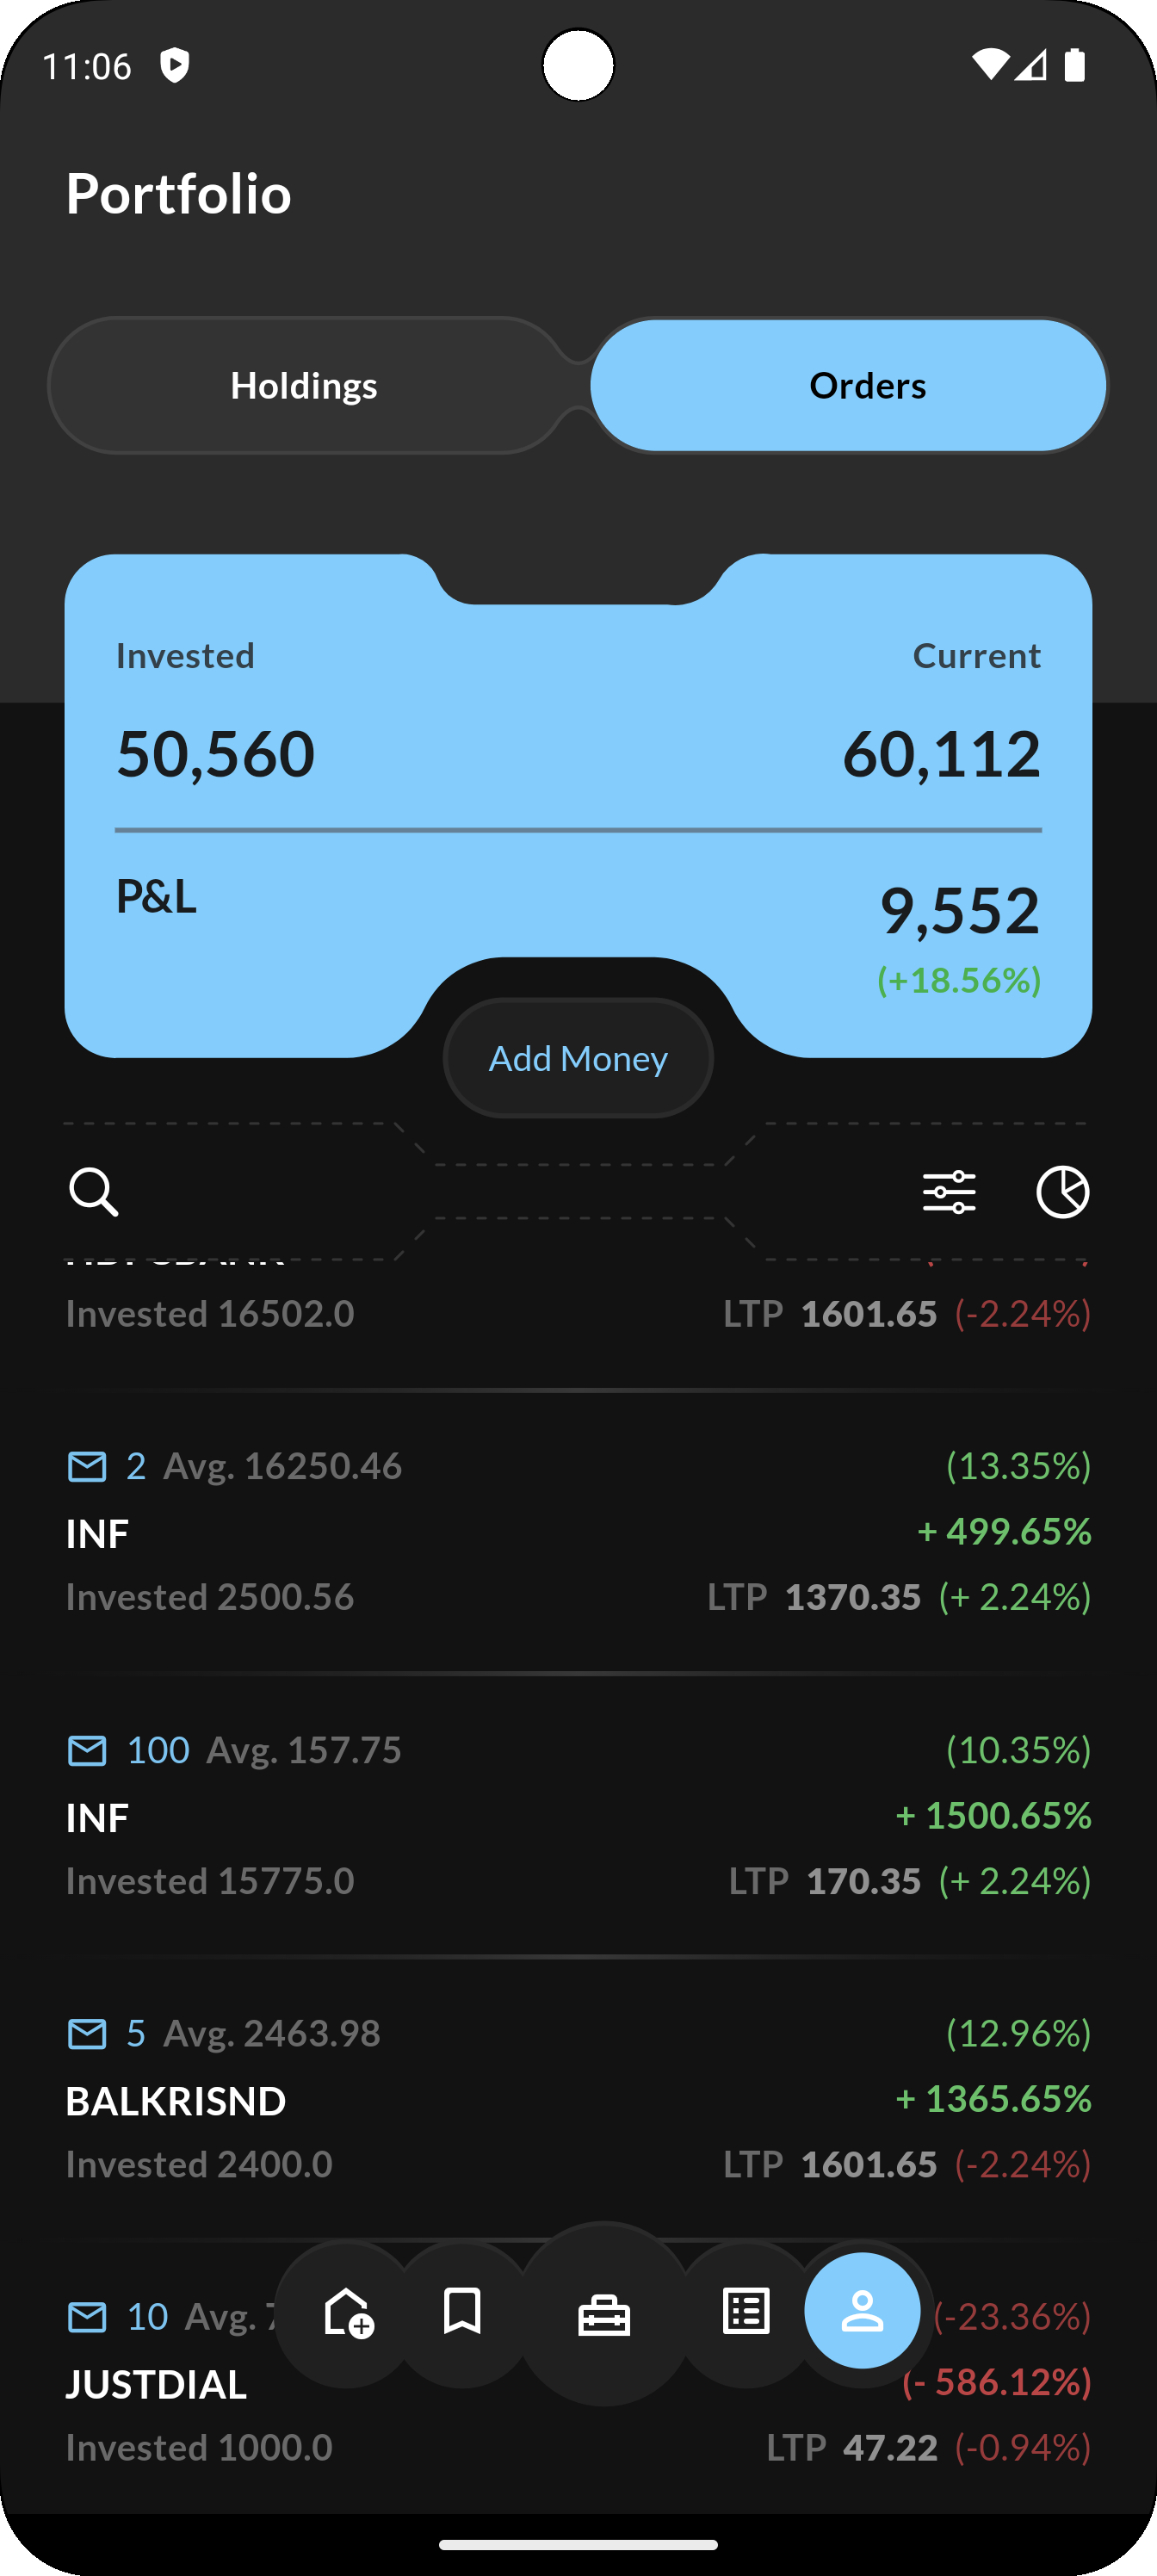 11:06
Portfolio
Holdings
Orders
Invested
Current
50,560
60,112
P&L
9,552
(+18.56%)
Add Money
Invested 16502.0
LTP 1601.65 (-2.24%)
2 Avg. 16250.46
(13.35%)
INF
+ 499.65%
Invested 2500.56
LTP 1370.35 (+ 2.24%)
100 Avg. 157.75
(10.35%)
INF
+ 1500.65%
Invested 15775.0
LTP 170.35 (+ 2.24%)
5 Avg. 2463.98
(12.96%)
BALKRISND
+ 1365.65%
Invested 2400.0
LTP 1601.65 (-2.24%)
10 Avg.
(-23.36%)
JUSTDIAL
(- 586.12%)
Invested 1000.0
LTP 47.22 (-0.94%)